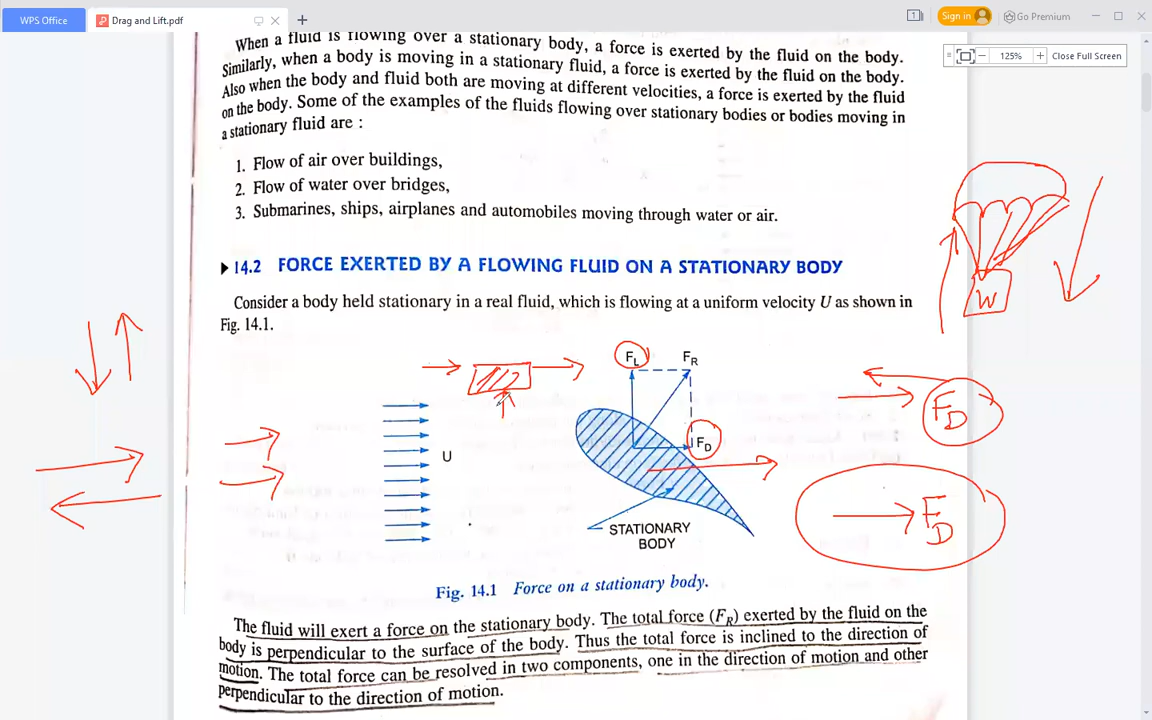 WPS Office
Drag and Lift.pdf
1
Sign in
Go Premium
125%
Close Full Screen
When a fluid is flowing over a stationary body, a force is exerted by the fluid on the body.
Similarly, when a body is moving in a stationary fluid, a force is exerted by the fluid on the body.
Also when the body and fluid both are moving at different velocities, a force is exerted by the fluid
on the body. Some of the examples of the fluids flowing over stationary bodies or bodies moving in
a stationary fluid are :
1. Flow of air over buildings,
2. Flow of water over bridges,
3. Submarines, ships, airplanes and automobiles moving through water or air.
W
14.2 FORCE EXERTED BY A FLOWING FLUID ON A STATIONARY BODY
Consider a body held stationary in a real fluid, which is flowing at a uniform velocity U as shown in
Fig. 14.1.
FL FR
FD
FD
U
FD
STATIONARY
BODY
Fig. 14.1 Force on a stationary body.
The fluid will exert a force on the stationary body. The total force (FR) exerted by the fluid on the
body is perpendicular to the surface of the body. Thus the total force is inclined to the direction of
motion. The total force can be resolved in two components, one in the direction of motion and other
perpendicular to the direction of motion.